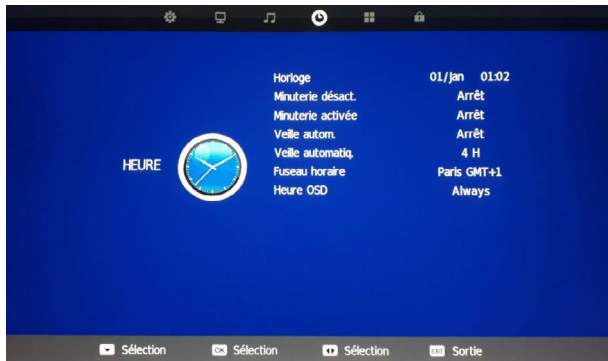 Horloge 01/Jan 01:02
Minuterie désact. Arrêt
Minuterie activée Arrêt
Veille autom. Arrêt
Veille automatiq. 4 H
HEURE
Fuseau horaire Paris GMT+1
Heure OSD Always
Sélection OK Sélection Sélection EXIT Sortie